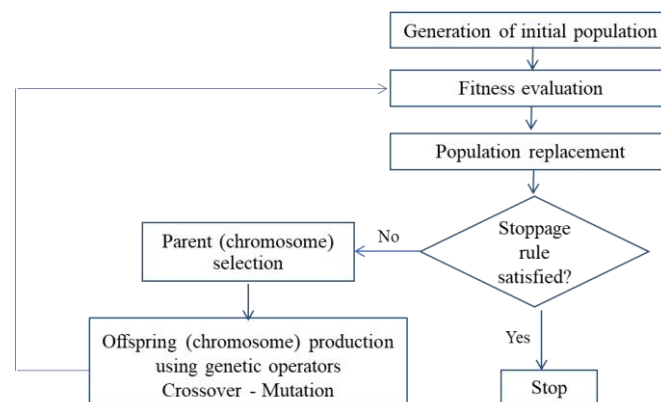 Generation of initial population
Fitness evaluation
Population replacement
Stoppage
rule
satisfied?
No
Parent (chromosome)
selection
Offspring (chromosome) production
using genetic operators
Crossover - Mutation
Yes
Stop